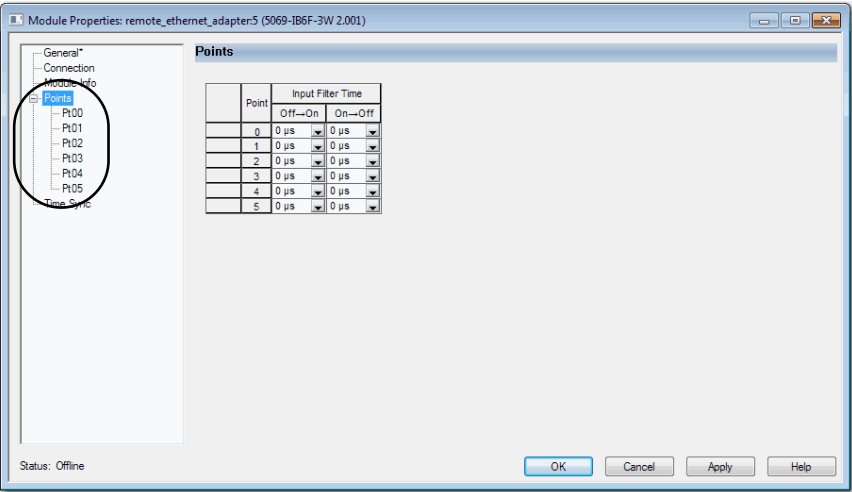 Module Properties: remote_ethernet_adapter:5 (5069-IB6F-3W 2.001)
General*
Connection
Module Info
Points
Pt00
Pt01
Pt02
Pt03
Pt04
Pt05
Time Sync
Points
Point Input Filter Time
Off→On On→Off
0 0 µs 0 µs
1 0 µs 0 µs
2 0 µs 0 µs
3 0 µs 0 µs
4 0 µs 0 µs
5 0 µs 0 µs
Status: Offline
OK Cancel Apply Help